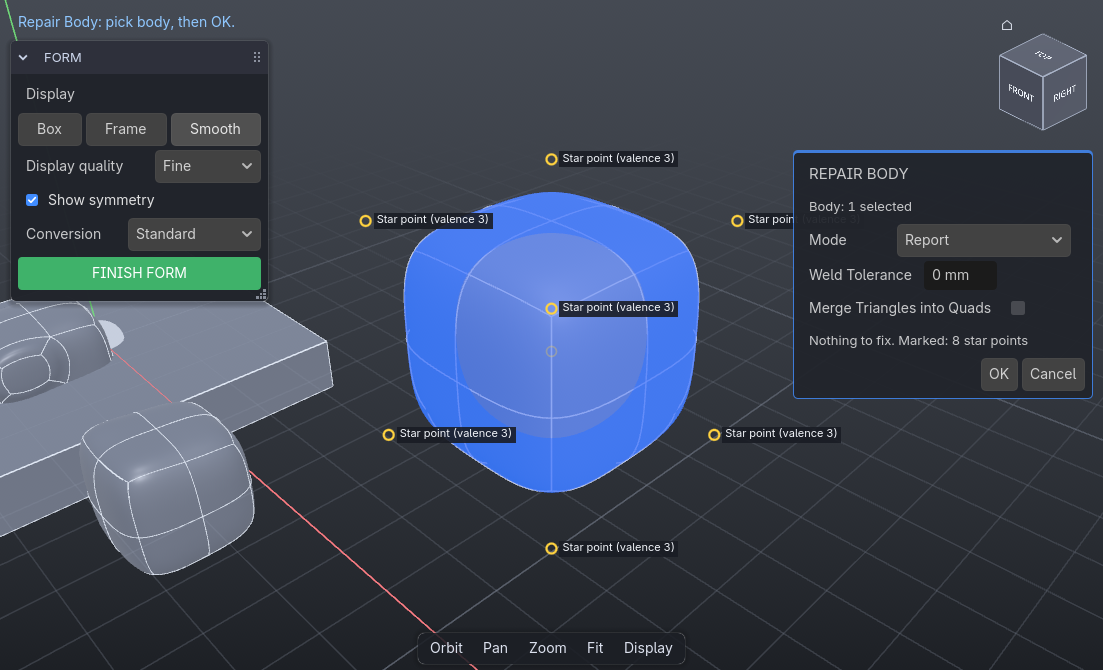 Repair Body: pick body, then OK.
FORM
Display
Box
Frame
Smooth
Display quality
Fine
Show symmetry
Conversion
Standard
FINISH FORM
Star point (valence 3)
Star point (valence 3)
Star poin
Star point (valence 3)
Star point (valence 3)
Star point (valence 3)
Star point (valence 3)
TOP
FRONT
RIGHT
REPAIR BODY
Body: 1 selected
Mode
Report
Weld Tolerance
0 mm
Merge Triangles into Quads
Nothing to fix. Marked: 8 star points
OK
Cancel
Orbit
Pan
Zoom
Fit
Display